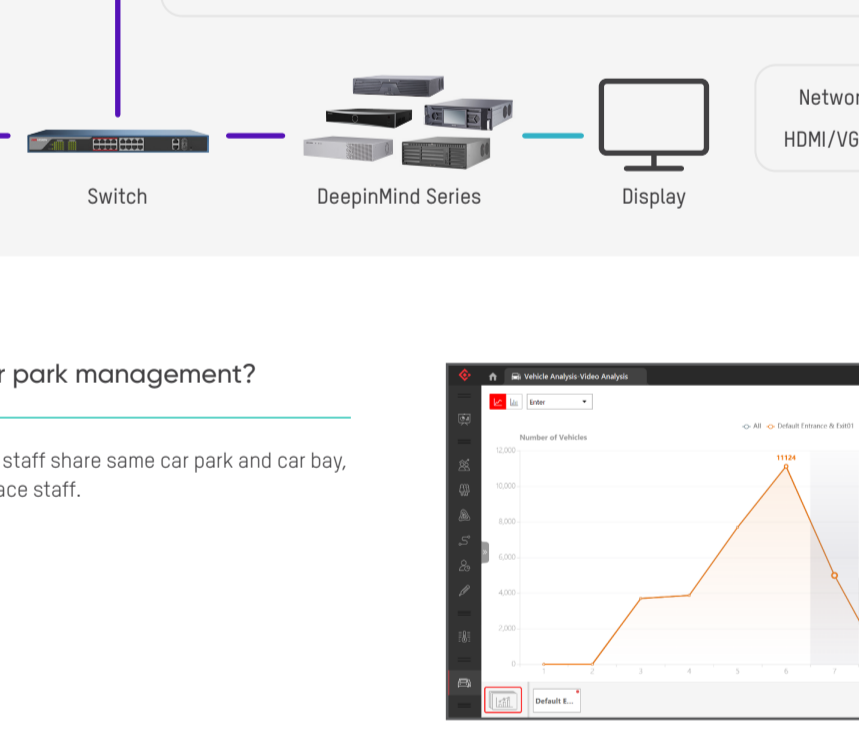 Networ
HDMI/VG
Switch
DeepinMind Series
Display
r park management?
staff share same car park and car bay,
ace staff.
Vehicle Analysis-Video Analysis
Enter
All
Default Entrance & Exit01
Number of Vehicles
12,000
10,000
8,000
6,000
4,000
2,000
0
11124
1
2
3
4
5
6
7
Default E...